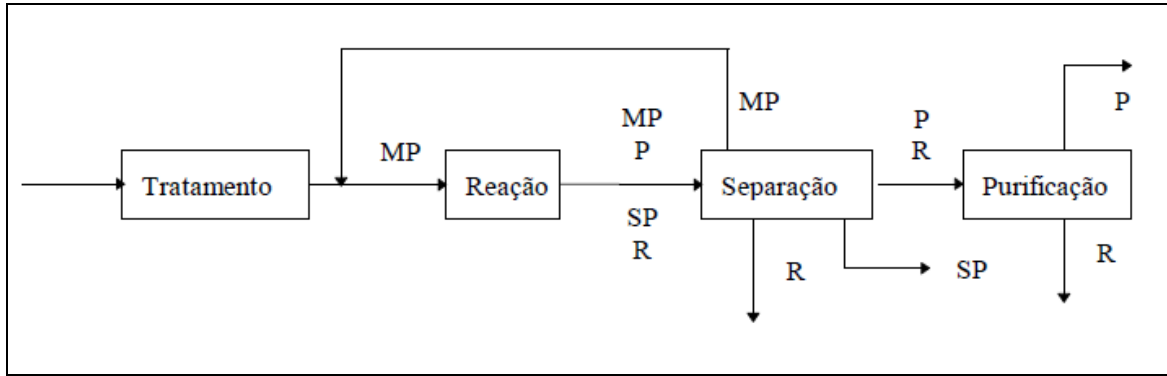 MP
MP
P
P
R
MP
Tratamento
Reação
Separação
Purificação
SP
R
R
SP
R
P